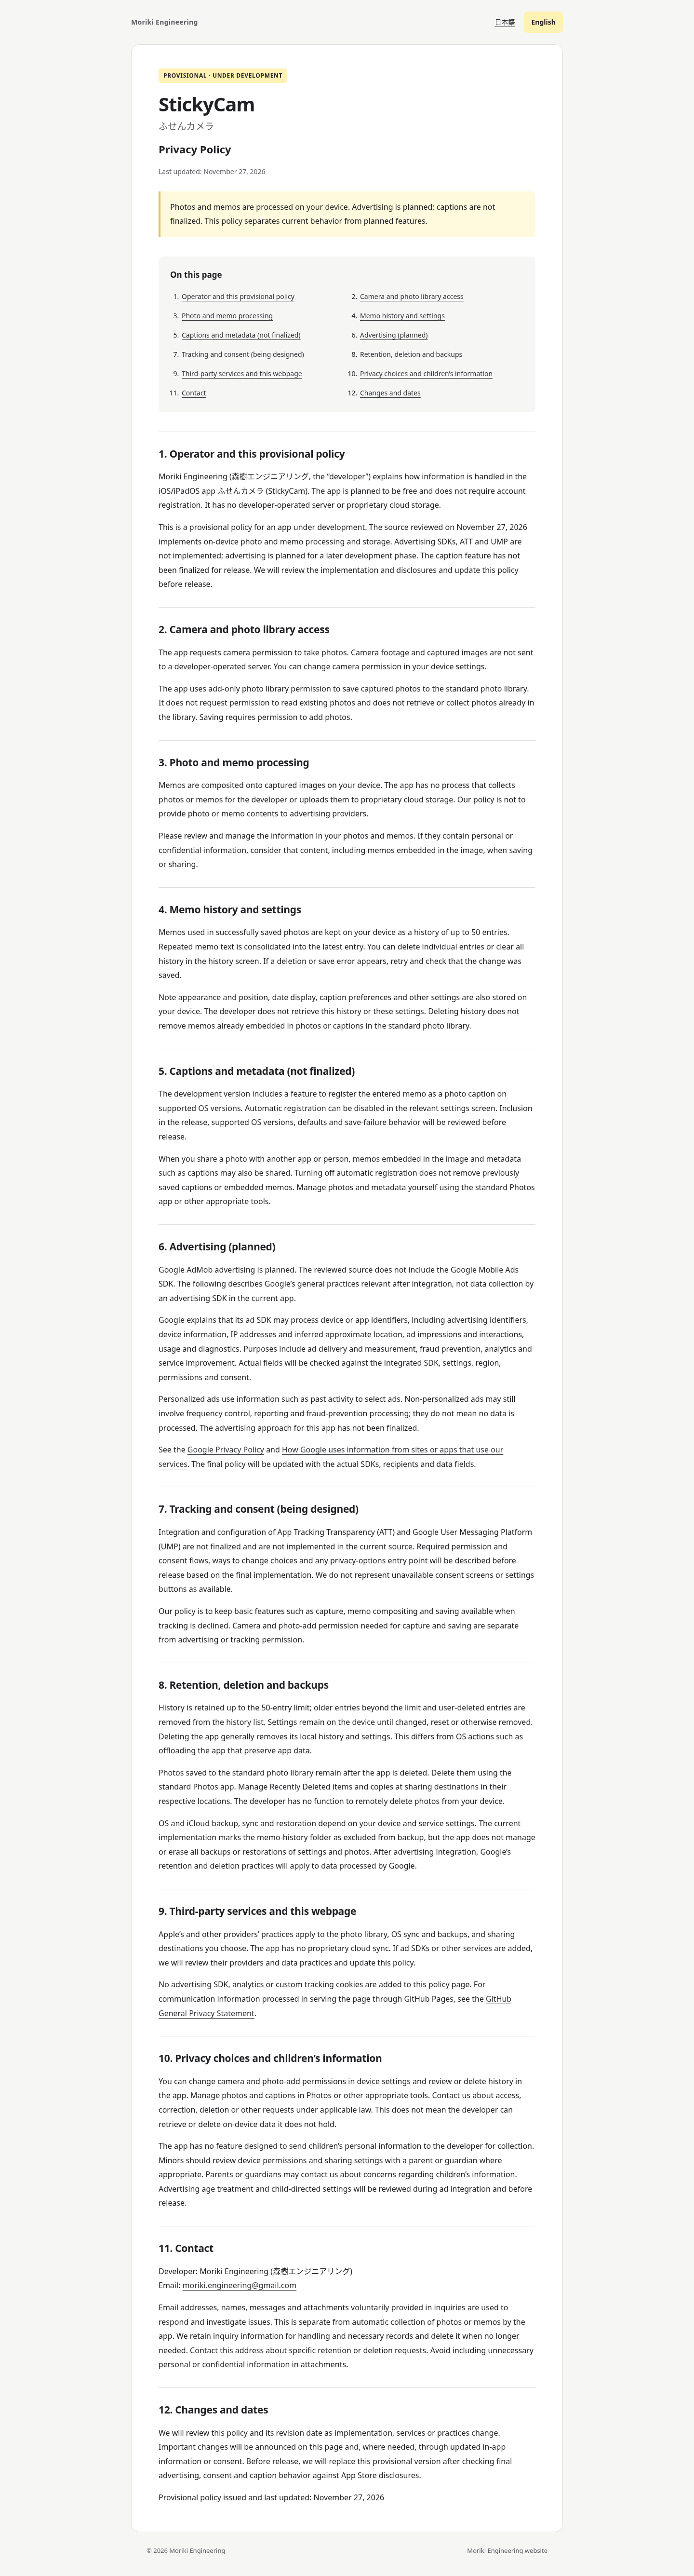 Moriki Engineering
日本語
English
PROVISIONAL · UNDER DEVELOPMENT
StickyCam
ふせんカメラ
Privacy Policy
Last updated: November 27, 2026
Photos and memos are processed on your device. Advertising is planned; captions are not
finalized. This policy separates current behavior from planned features.
On this page
1. Operator and this provisional policy
2. Camera and photo library access
3. Photo and memo processing
4. Memo history and settings
5. Captions and metadata (not finalized)
6. Advertising (planned)
7. Tracking and consent (being designed)
8. Retention, deletion and backups
9. Third-party services and this webpage
10. Privacy choices and children’s information
11. Contact
12. Changes and dates
1. Operator and this provisional policy
Moriki Engineering (森樹エンジニアリング, the “developer”) explains how information is handled in the
iOS/iPadOS app ふせんカメラ (StickyCam). The app is planned to be free and does not require account
registration. It has no developer-operated server or proprietary cloud storage.
This is a provisional policy for an app under development. The source reviewed on November 27, 2026
implements on-device photo and memo processing and storage. Advertising SDKs, ATT and UMP are
not implemented; advertising is planned for a later development phase. The caption feature has not
been finalized for release. We will review the implementation and disclosures and update this policy
before release.
2. Camera and photo library access
The app requests camera permission to take photos. Camera footage and captured images are not sent
to a developer-operated server. You can change camera permission in your device settings.
The app uses add-only photo library permission to save captured photos to the standard photo library.
It does not request permission to read existing photos and does not retrieve or collect photos already in
the library. Saving requires permission to add photos.
3. Photo and memo processing
Memos are composited onto captured images on your device. The app has no process that collects
photos or memos for the developer or uploads them to proprietary cloud storage. Our policy is not to
provide photo or memo contents to advertising providers.
Please review and manage the information in your photos and memos. If they contain personal or
confidential information, consider that content, including memos embedded in the image, when saving
or sharing.
4. Memo history and settings
Memos used in successfully saved photos are kept on your device as a history of up to 50 entries.
Repeated memo text is consolidated into the latest entry. You can delete individual entries or clear all
history in the history screen. If a deletion or save error appears, retry and check that the change was
saved.
Note appearance and position, date display, caption preferences and other settings are also stored on
your device. The developer does not retrieve this history or these settings. Deleting history does not
remove memos already embedded in photos or captions in the standard photo library.
5. Captions and metadata (not finalized)
The development version includes a feature to register the entered memo as a photo caption on
supported OS versions. Automatic registration can be disabled in the relevant settings screen. Inclusion
in the release, supported OS versions, defaults and save-failure behavior will be reviewed before
release.
When you share a photo with another app or person, memos embedded in the image and metadata
such as captions may also be shared. Turning off automatic registration does not remove previously
saved captions or embedded memos. Manage photos and metadata yourself using the standard Photos
app or other appropriate tools.
6. Advertising (planned)
Google AdMob advertising is planned. The reviewed source does not include the Google Mobile Ads
SDK. The following describes Google’s general practices relevant after integration, not data collection by
an advertising SDK in the current app.
Google explains that its ad SDK may process device or app identifiers, including advertising identifiers,
device information, IP addresses and inferred approximate location, ad impressions and interactions,
usage and diagnostics. Purposes include ad delivery and measurement, fraud prevention, analytics and
service improvement. Actual fields will be checked against the integrated SDK, settings, region,
permissions and consent.
Personalized ads use information such as past activity to select ads. Non-personalized ads may still
involve frequency control, reporting and fraud-prevention processing; they do not mean no data is
processed. The advertising approach for this app has not been finalized.
See the Google Privacy Policy and How Google uses information from sites or apps that use our
services. The final policy will be updated with the actual SDKs, recipients and data fields.
7. Tracking and consent (being designed)
Integration and configuration of App Tracking Transparency (ATT) and Google User Messaging Platform
(UMP) are not finalized and are not implemented in the current source. Required permission and
consent flows, ways to change choices and any privacy-options entry point will be described before
release based on the final implementation. We do not represent unavailable consent screens or settings
buttons as available.
Our policy is to keep basic features such as capture, memo compositing and saving available when
tracking is declined. Camera and photo-add permission needed for capture and saving are separate
from advertising or tracking permission.
8. Retention, deletion and backups
History is retained up to the 50-entry limit; older entries beyond the limit and user-deleted entries are
removed from the history list. Settings remain on the device until changed, reset or otherwise removed.
Deleting the app generally removes its local history and settings. This differs from OS actions such as
offloading the app that preserve app data.
Photos saved to the standard photo library remain after the app is deleted. Delete them using the
standard Photos app. Manage Recently Deleted items and copies at sharing destinations in their
respective locations. The developer has no function to remotely delete photos from your device.
OS and iCloud backup, sync and restoration depend on your device and service settings. The current
implementation marks the memo-history folder as excluded from backup, but the app does not manage
or erase all backups or restorations of settings and photos. After advertising integration, Google’s
retention and deletion practices will apply to data processed by Google.
9. Third-party services and this webpage
Apple’s and other providers’ practices apply to the photo library, OS sync and backups, and sharing
destinations you choose. The app has no proprietary cloud sync. If ad SDKs or other services are added,
we will review their providers and data practices and update this policy.
No advertising SDK, analytics or custom tracking cookies are added to this policy page. For
communication information processed in serving the page through GitHub Pages, see the GitHub
General Privacy Statement.
10. Privacy choices and children’s information
You can change camera and photo-add permissions in device settings and review or delete history in
the app. Manage photos and captions in Photos or other appropriate tools. Contact us about access,
correction, deletion or other requests under applicable law. This does not mean the developer can
retrieve or delete on-device data it does not hold.
The app has no feature designed to send children’s personal information to the developer for collection.
Minors should review device permissions and sharing settings with a parent or guardian where
appropriate. Parents or guardians may contact us about concerns regarding children’s information.
Advertising age treatment and child-directed settings will be reviewed during ad integration and before
release.
11. Contact
Developer: Moriki Engineering (森樹エンジニアリング)
Email: moriki.engineering@gmail.com
Email addresses, names, messages and attachments voluntarily provided in inquiries are used to
respond and investigate issues. This is separate from automatic collection of photos or memos by the
app. We retain inquiry information for handling and necessary records and delete it when no longer
needed. Contact this address about specific retention or deletion requests. Avoid including unnecessary
personal or confidential information in attachments.
12. Changes and dates
We will review this policy and its revision date as implementation, services or practices change.
Important changes will be announced on this page and, where needed, through updated in-app
information or consent. Before release, we will replace this provisional version after checking final
advertising, consent and caption behavior against App Store disclosures.
Provisional policy issued and last updated: November 27, 2026
© 2026 Moriki Engineering
Moriki Engineering website